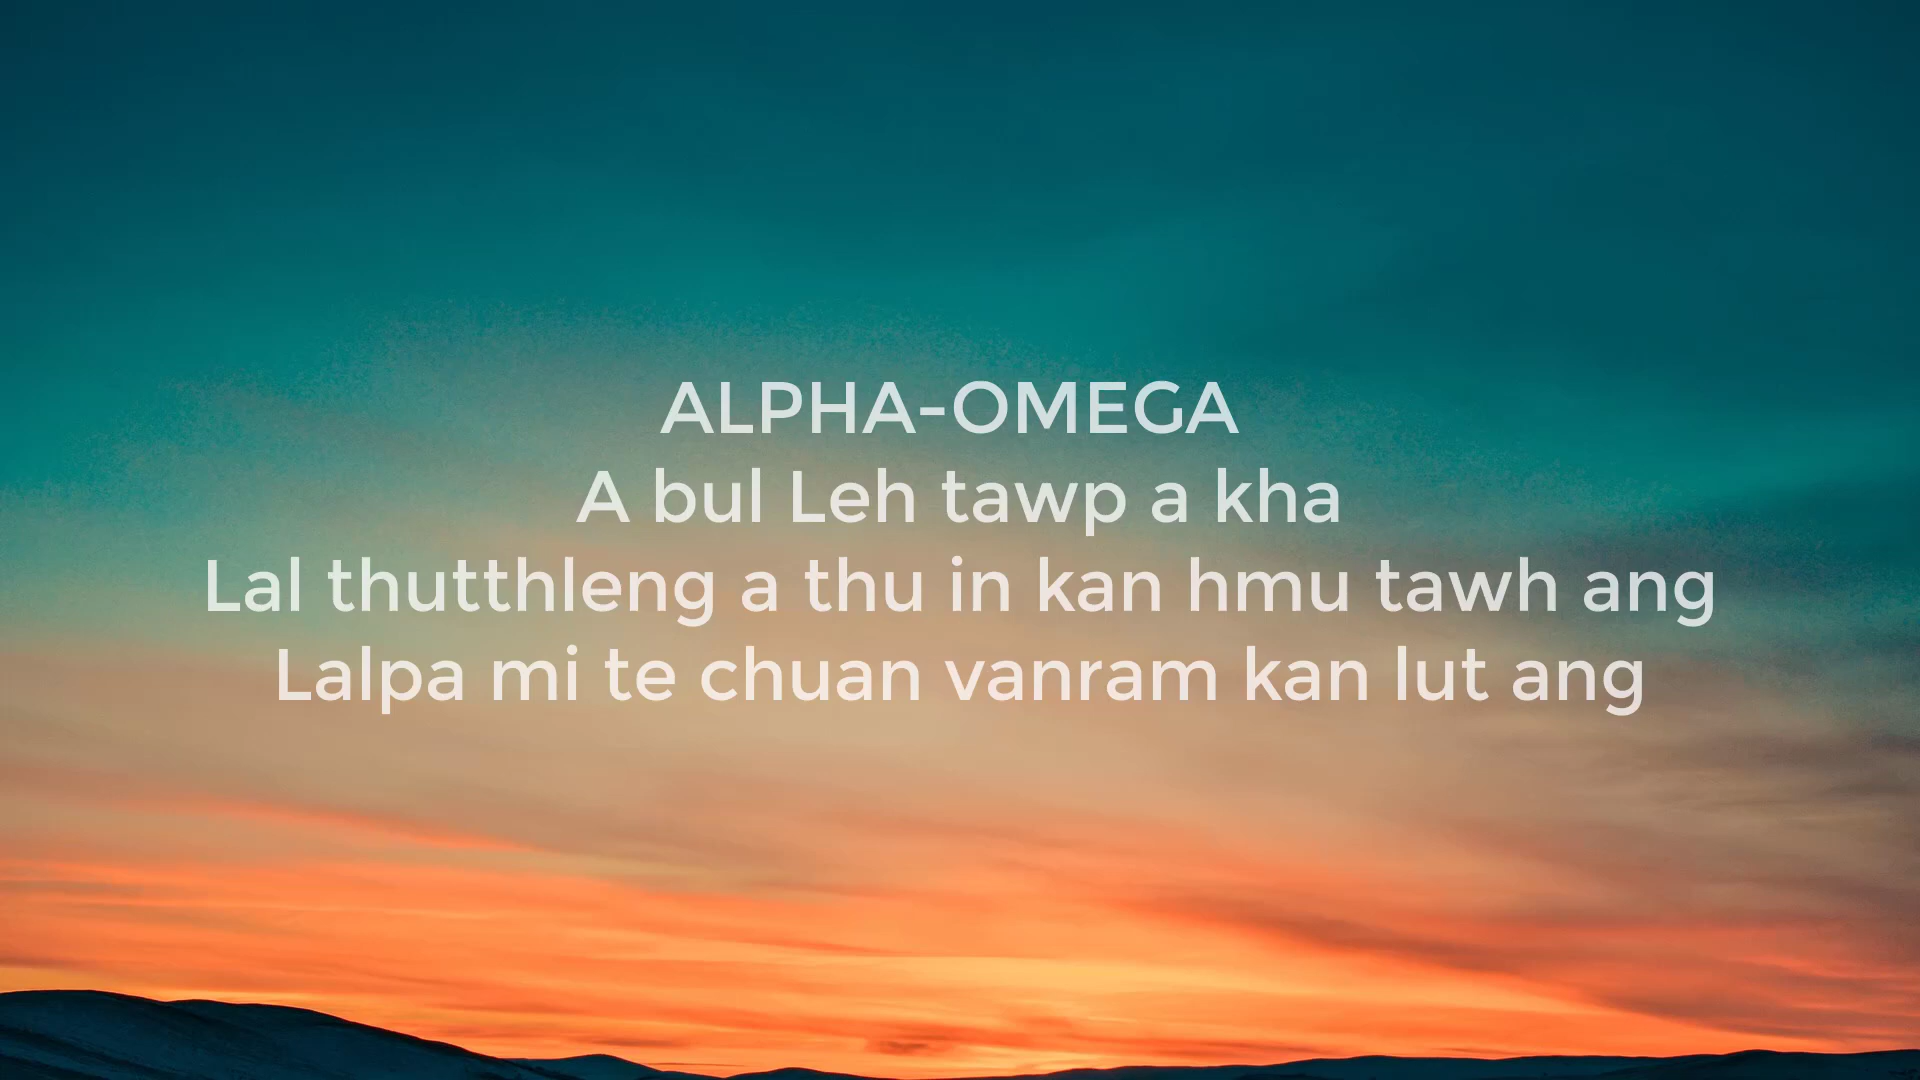 ALPHA-OMEGA
A bul Leh tawp a kha
Lal thutthleng a thu in kan hmu tawh ang
Lalpa mi te chuan vanram kan lut ang